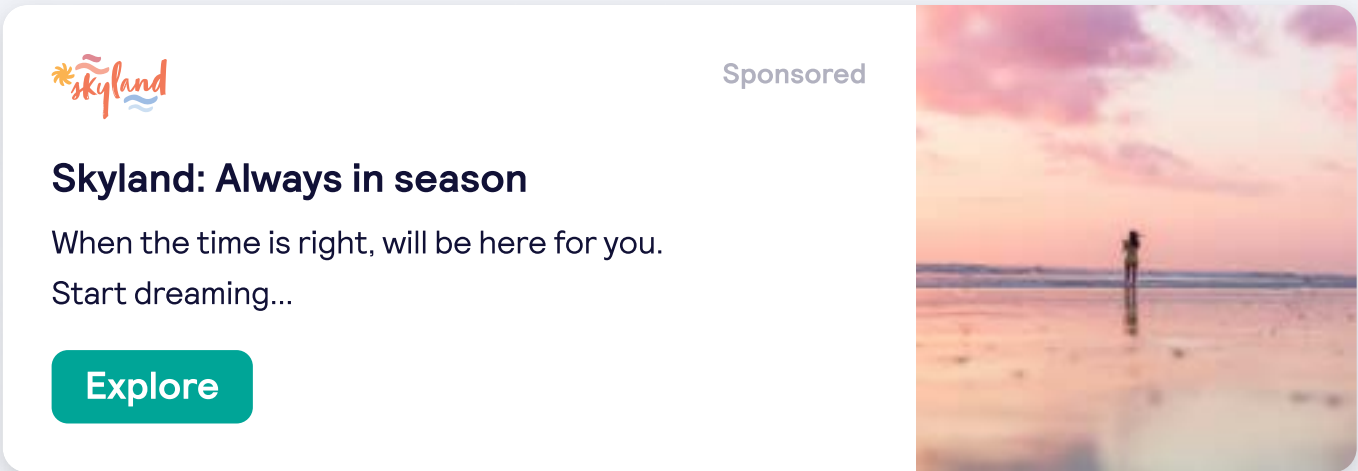 skyland
Sponsored
Skyland: Always in season
When the time is right, will be here for you.
Start dreaming...
Explore